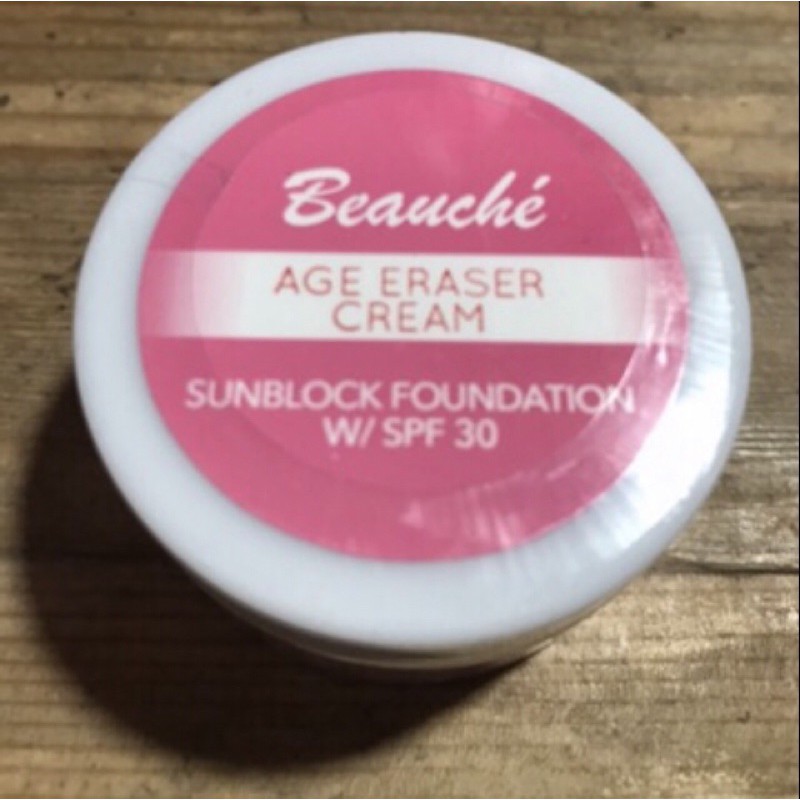 Beauché
AGE ERASER
CREAM
SUNBLOCK FOUNDATION
W/ SPF 30